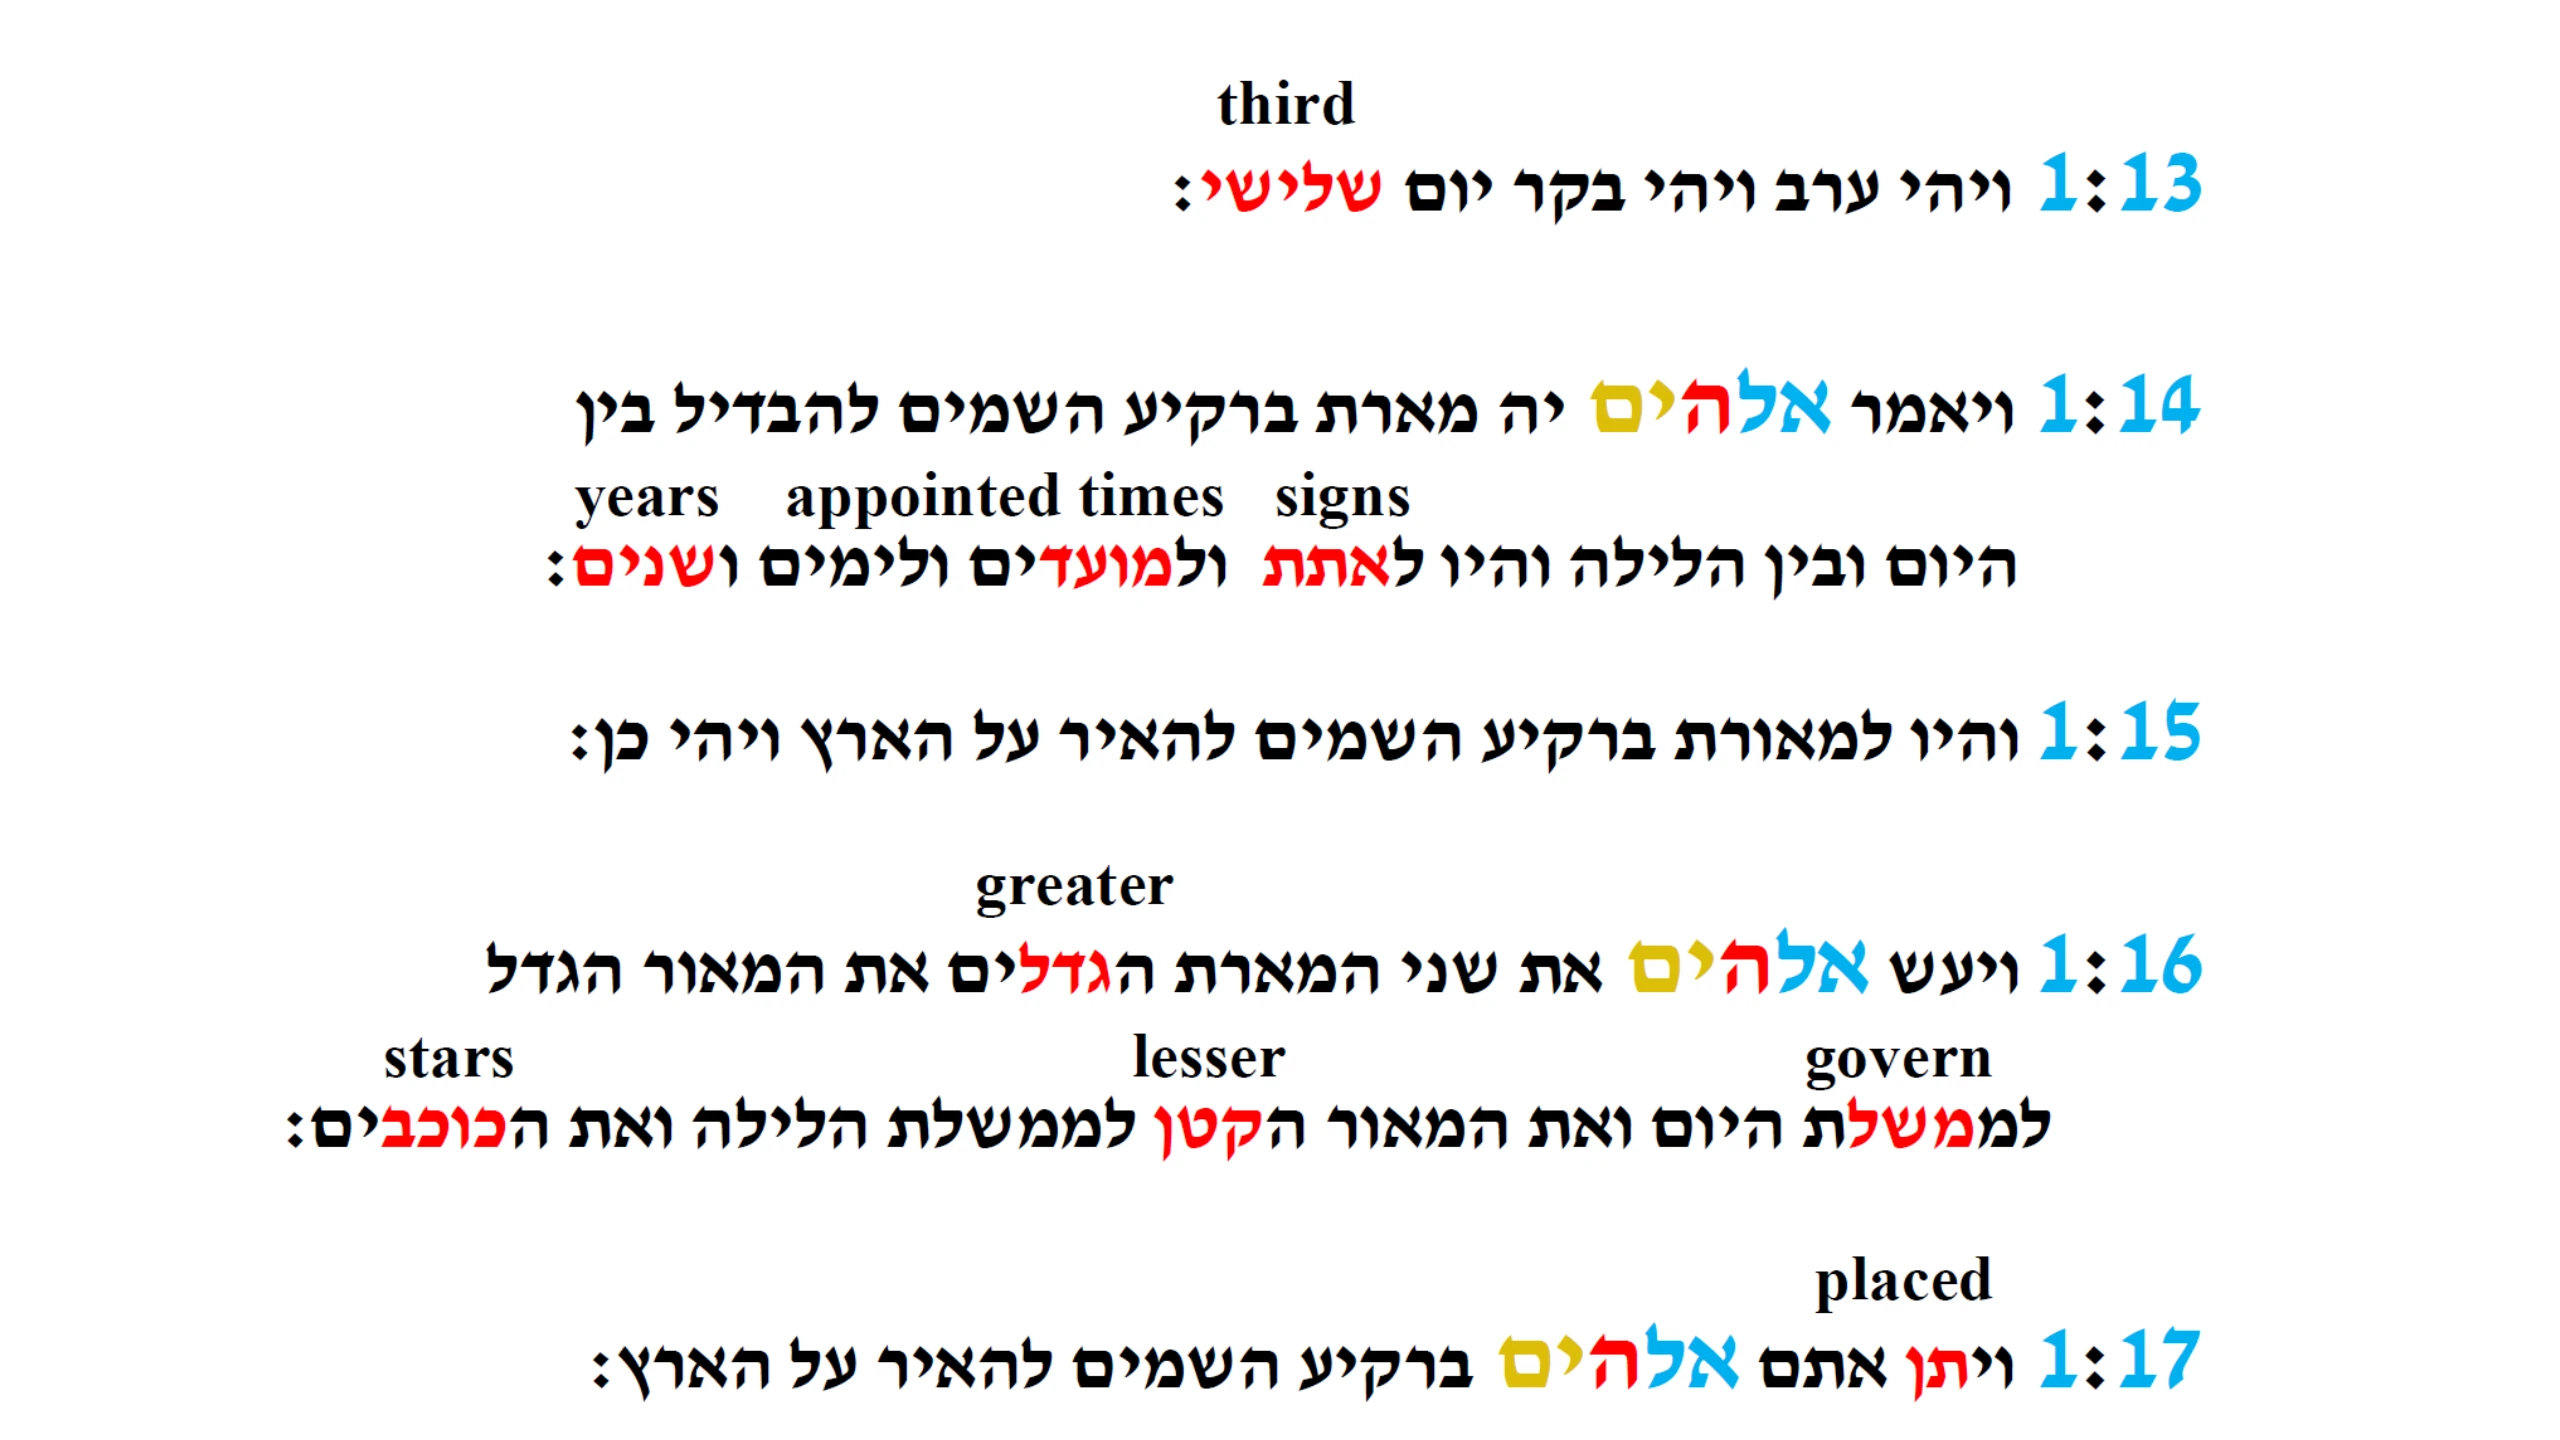 third
1:13 ויהי ערב ויהי בקר יום שלישי:
1:14 ויאמר אלהים יה מארת ברקיע השמים להבדיל בין
years appointed times signs
היום ובין הלילה והיו לאתת ולמועדים ולימים ושנים:
1:15 והיו למאורת ברקיע השמים להאיר על הארץ ויהי כן:
greater
1:16 ויעש אלהים את שני המארת הגדלים את המאור הגדל
stars lesser govern
לממשלת היום ואת המאור הקטן לממשלת הלילה ואת הכוכבים:
placed
1:17 ויתן אתם אלהים ברקיע השמים להאיר על הארץ: